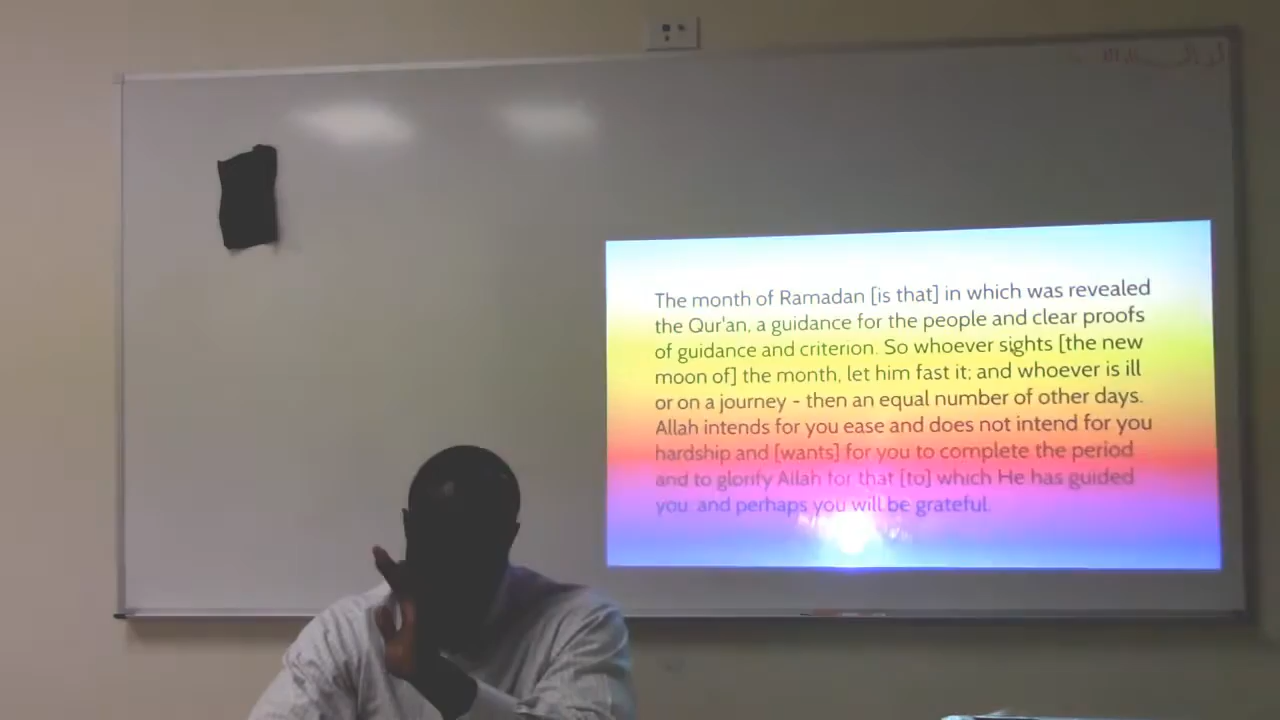 The month of Ramadan [is that] in which was revealed
the Qur'an, a guidance for the people and clear proofs
of guidance and criterion. So whoever sights [the new
moon of] the month, let him fast it; and whoever is ill
or on a journey - then an equal number of other days.
Allah intends for you ease and does not intend for you
hardship and [wants] for you to complete the period
and to glorify Allah for that [to] which He has guided
you; and perhaps you will be grateful.